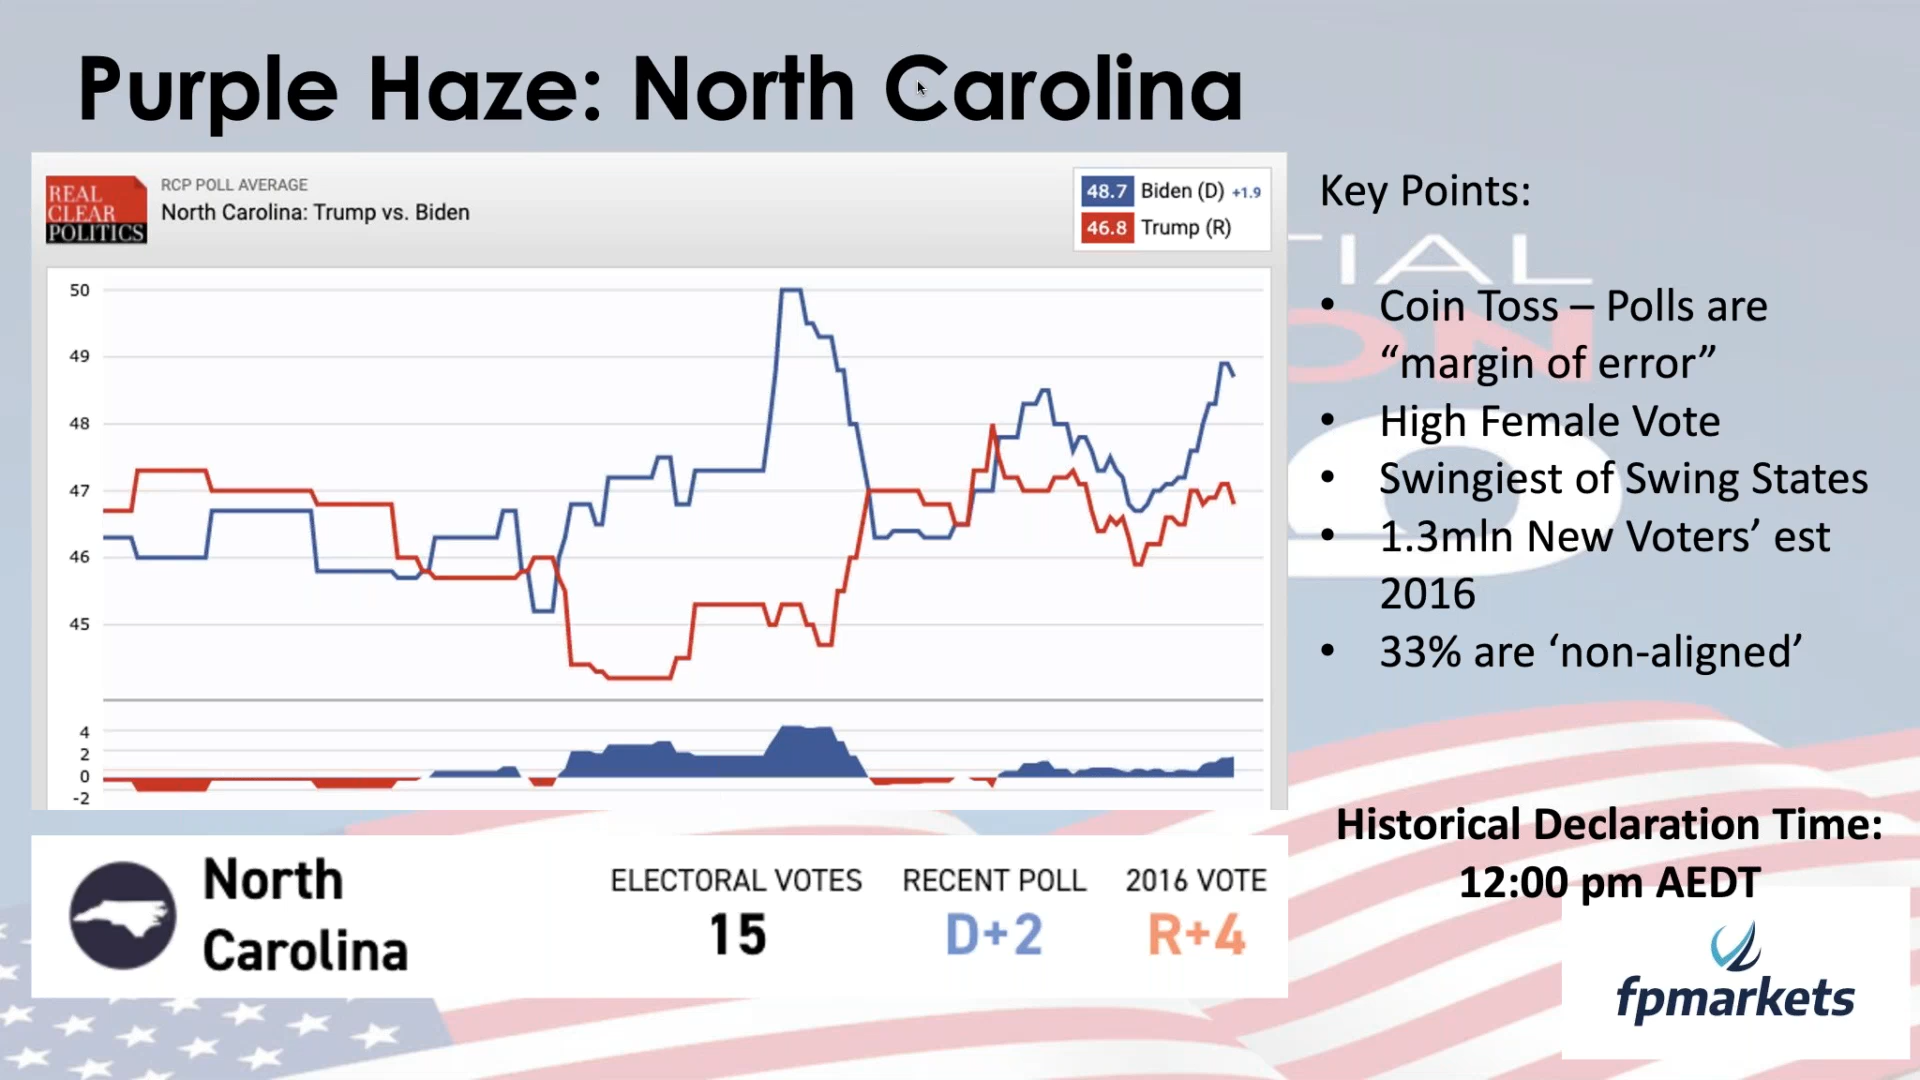 Purple Haze: North Carolina
REAL
CLEAR
POLITICS
RCP POLL AVERAGE
North Carolina: Trump vs. Biden
48.7 Biden (D) +1.9
46.8 Trump (R)
50
49
48
47
46
45
4
2
0
-2
Key Points:
TIAL
ON
0
• Coin Toss – Polls are
“margin of error”
• High Female Vote
• Swingiest of Swing States
• 1.3mln New Voters’ est
2016
• 33% are ‘non-aligned’
Historical Declaration Time:
12:00 pm AEDT
North
Carolina
ELECTORAL VOTES
15
RECENT POLL
D+2
2016 VOTE
R+4
fpmarkets